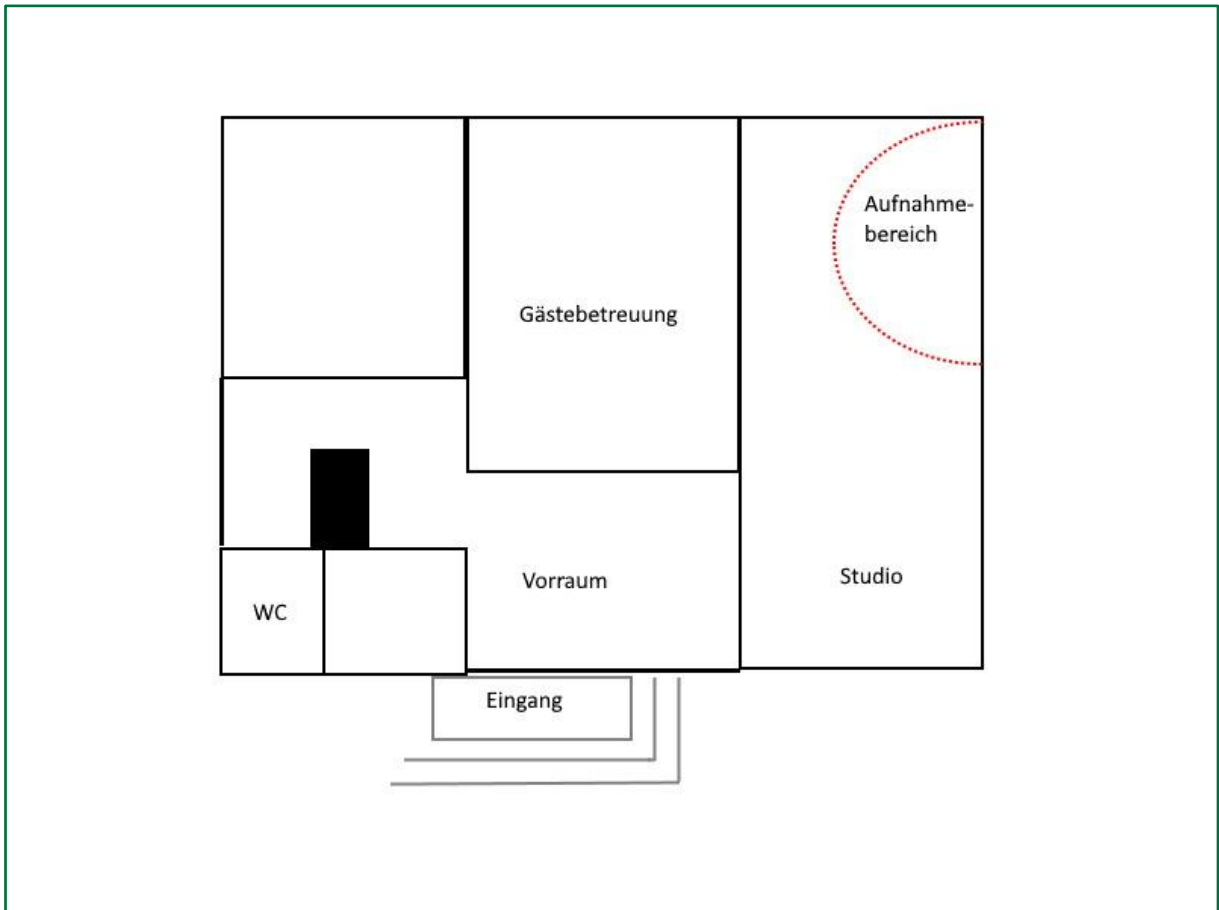 Aufnahme-
bereich
Gästebetreuung
Studio
Vorraum
WC
Eingang